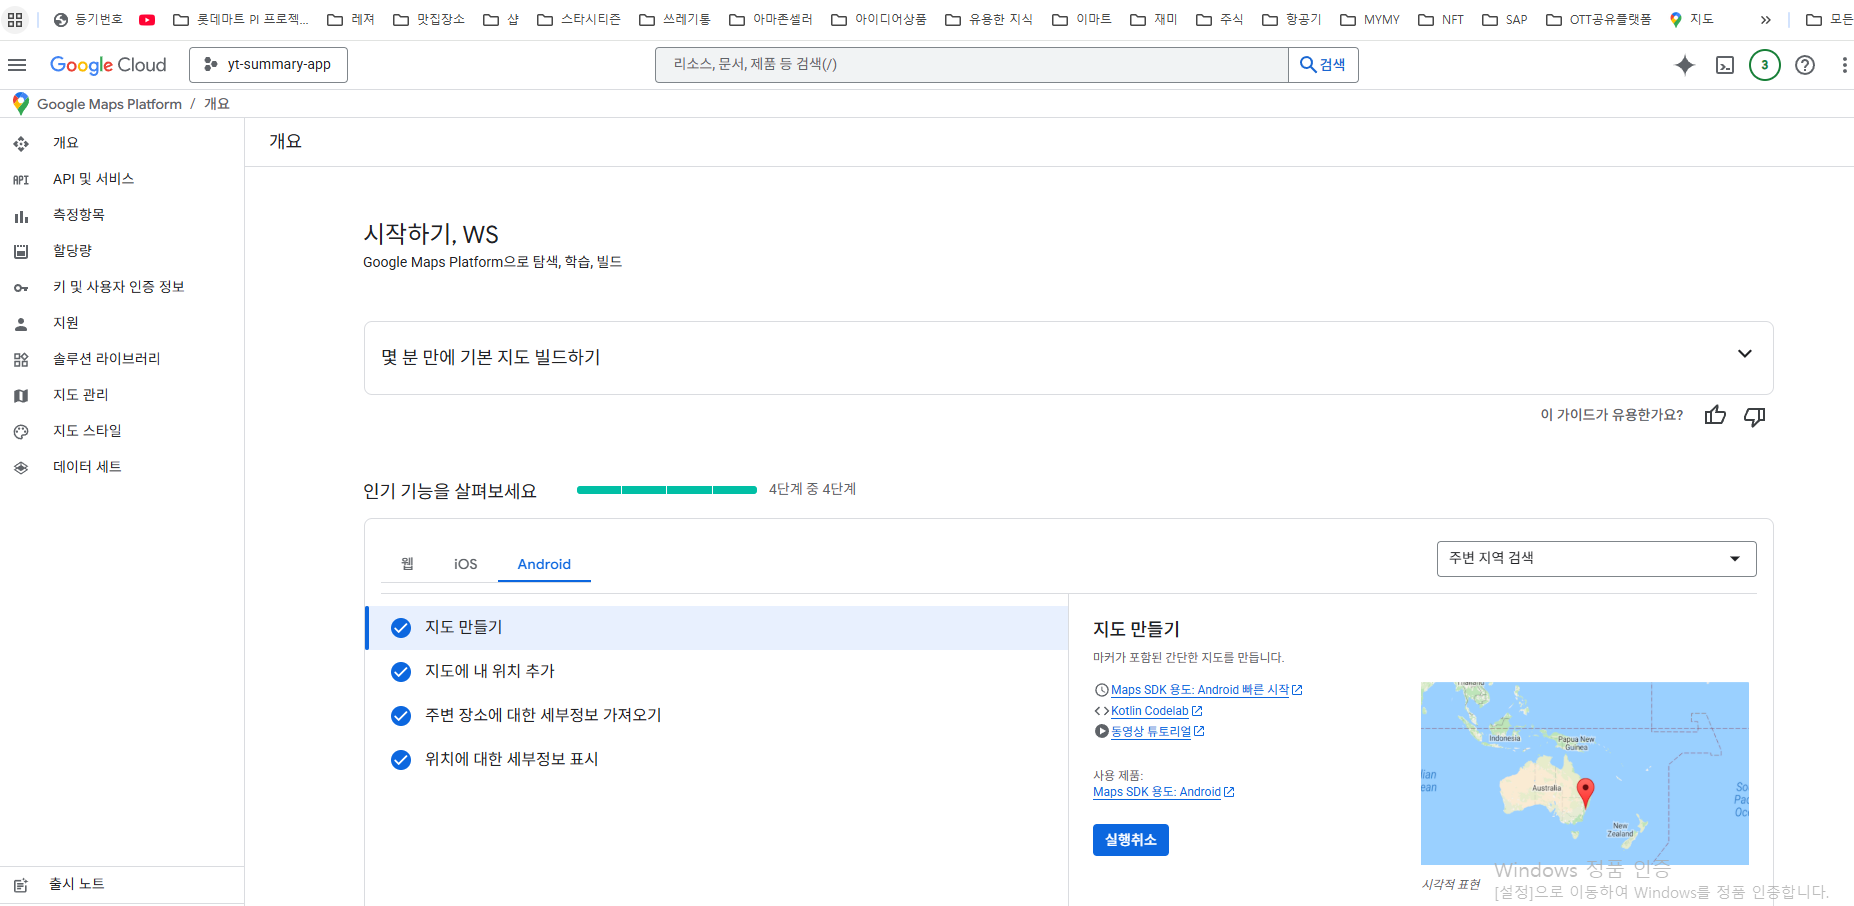 등기번호
롯데마트 PI 프로젝...
레져
맛집장소
샵
스타시티즌
쓰레기통
아마존셀러
아이디어상품
유용한 지식
이마트
재미
주식
항공기
MYMY
NFT
SAP
OTT공유플랫폼
지도
»
모든
Google Cloud
yt-summary-app
리소스, 문서, 제품 등 검색(/)
검색
3
Google Maps Platform / 개요
개요
API 및 서비스
측정항목
할당량
키 및 사용자 인증 정보
지원
솔루션 라이브러리
지도 관리
지도 스타일
데이터 세트
출시 노트
개요
시작하기, WS
Google Maps Platform으로 탐색, 학습, 빌드
몇 분 만에 기본 지도 빌드하기
이 가이드가 유용한가요?
인기 기능을 살펴보세요
4단계 중 4단계
웹
iOS
Android
주변 지역 검색
지도 만들기
지도에 내 위치 추가
주변 장소에 대한 세부정보 가져오기
위치에 대한 세부정보 표시
지도 만들기
마커가 포함된 간단한 지도를 만듭니다.
Maps SDK 용도: Android 빠른 시작
Kotlin Codelab
동영상 튜토리얼
사용 제품:
Maps SDK 용도: Android
실행취소
Thailand
Indonesia
Papua New
Guinea
Australia
New
Zealand
시각적 표현
Windows 정품 인증
[설정]으로 이동하여 Windows를 정품 인증합니다.